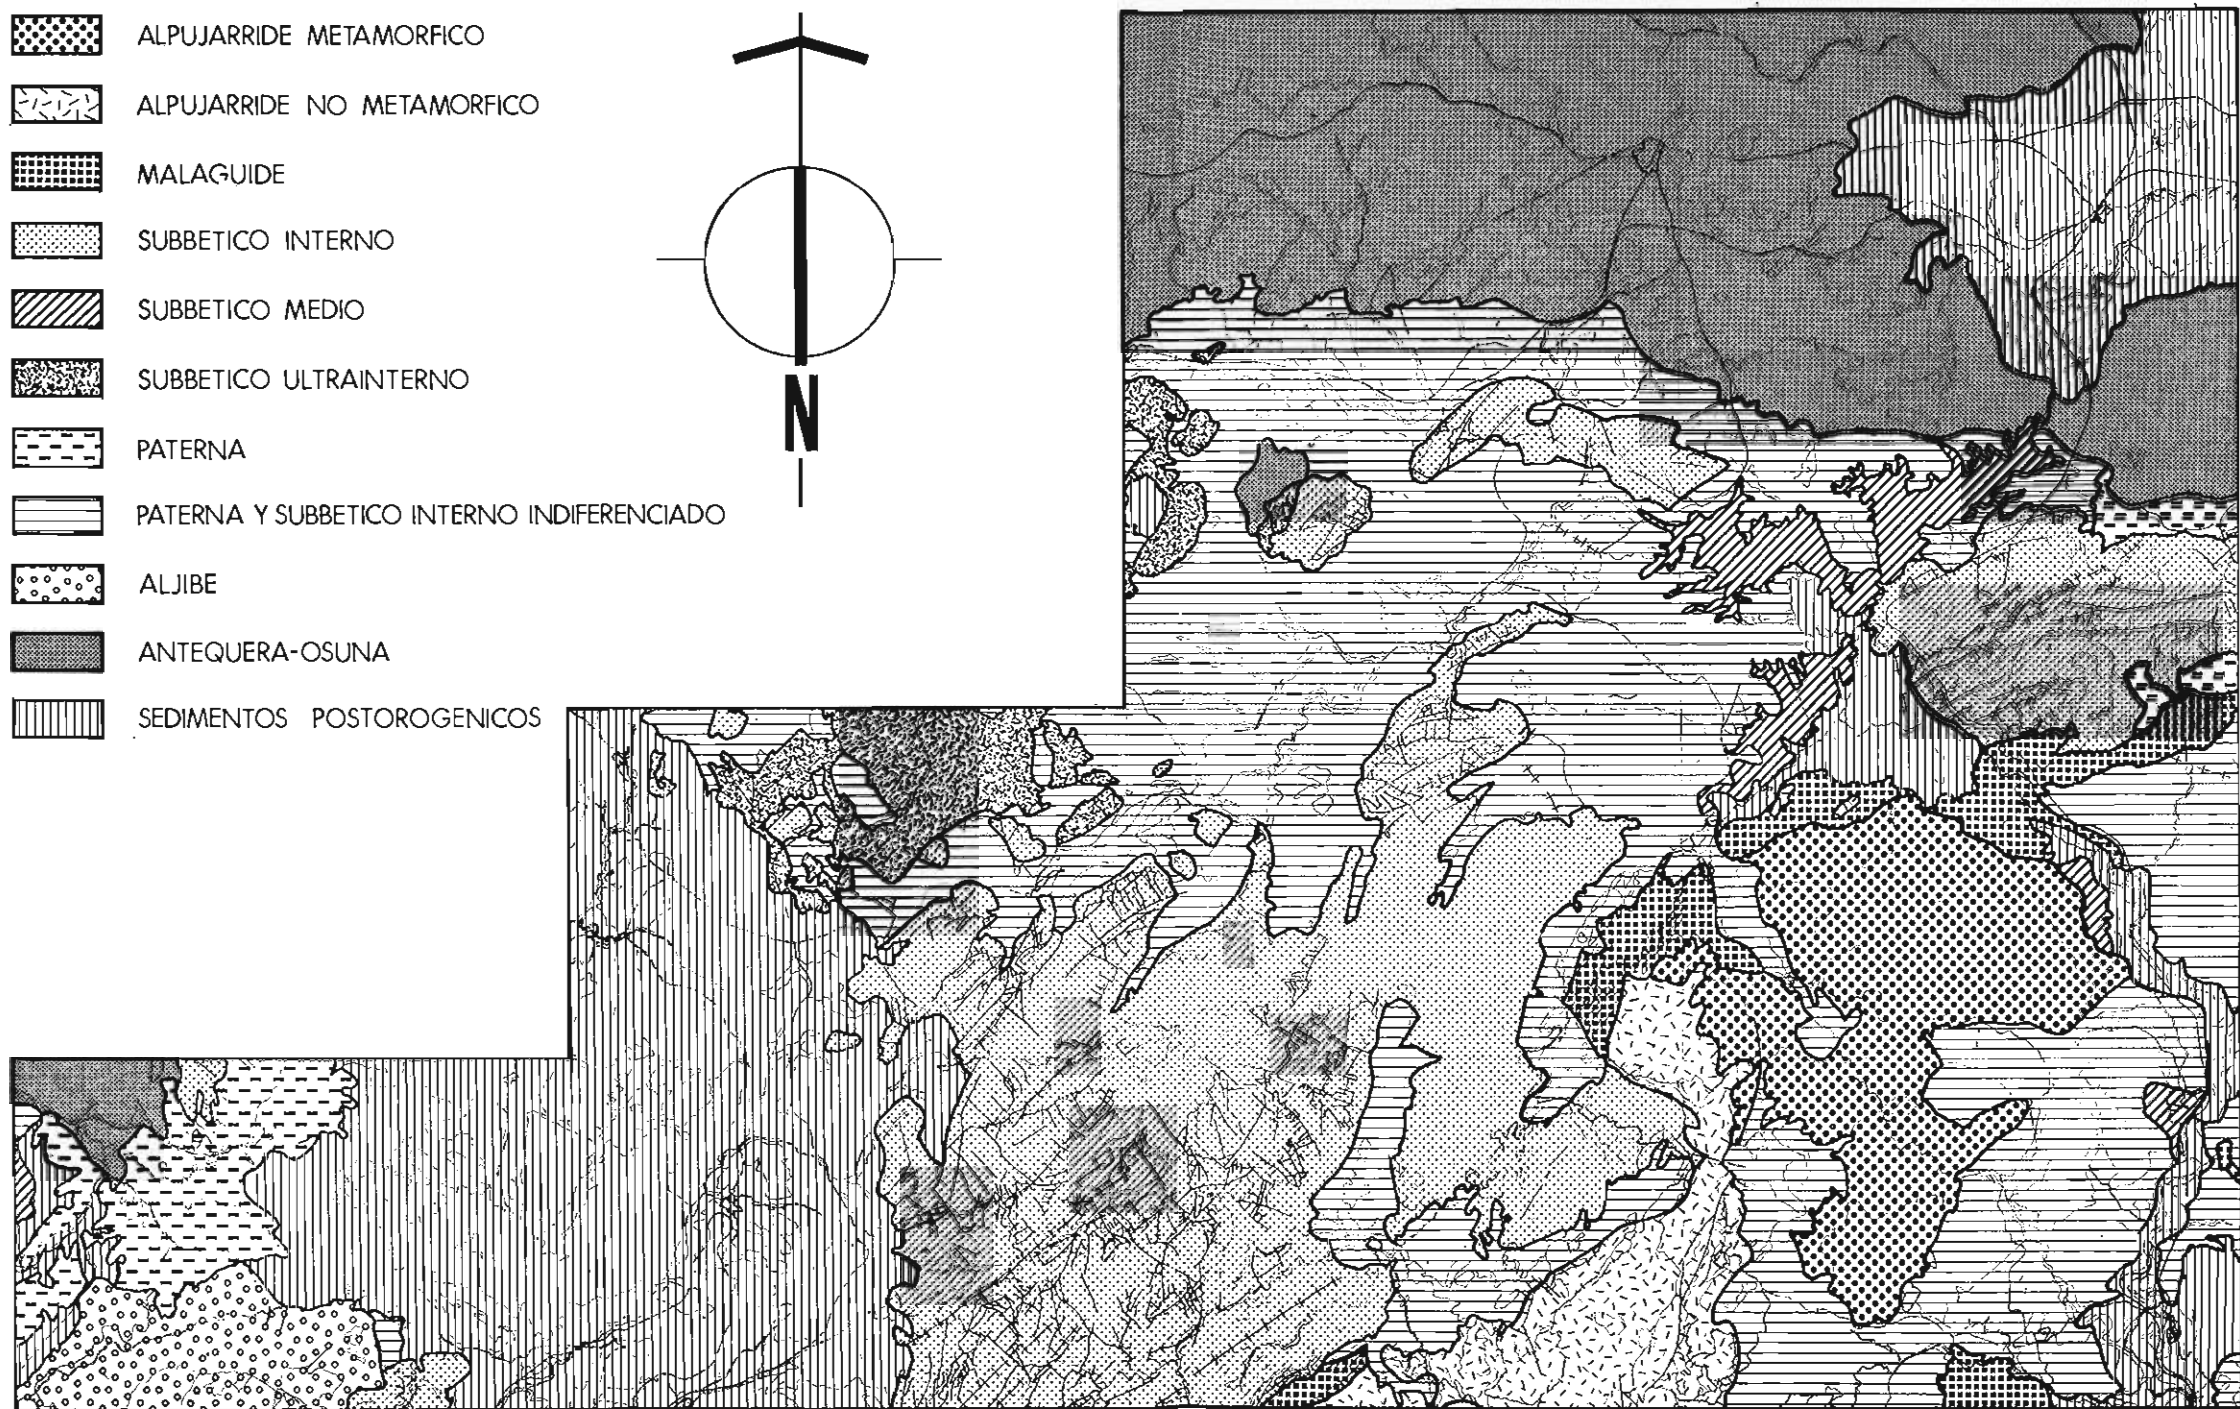 ALPUJARRIDE METAMORFICO
ALPUJARRIDE NO METAMORFICO
MALAGUIDE
SUBBETICO INTERNO
SUBBETICO MEDIO
SUBBETICO ULTRAINTERNO
PATERNA
PATERNA Y SUBBETICO INTERNO INDIFERENCIADO
ALJIBE
ANTEQUERA-OSUNA
SEDIMENTOS POSTOROGENICOS
N